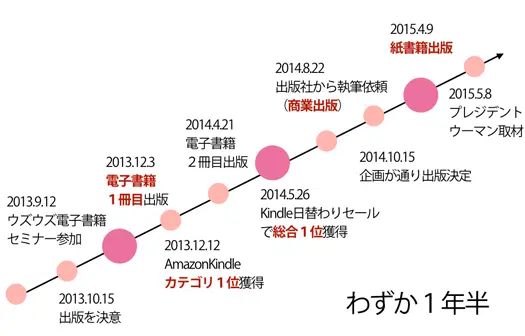 2013.9.12
ウズウズ電子書籍
セミナー参加
2013.10.15
出版を決意
2013.12.3
電子書籍
１冊目出版
2013.12.12
AmazonKindle
カテゴリ１位獲得
2014.4.21
電子書籍
２冊目出版
2014.5.26
Kindle日替わりセール
で総合１位獲得
2014.8.22
出版社から執筆依頼
（商業出版）
2014.10.15
企画が通り出版決定
2015.4.9
紙書籍出版
2015.5.8
プレジデント
ウーマン取材
わずか１年半